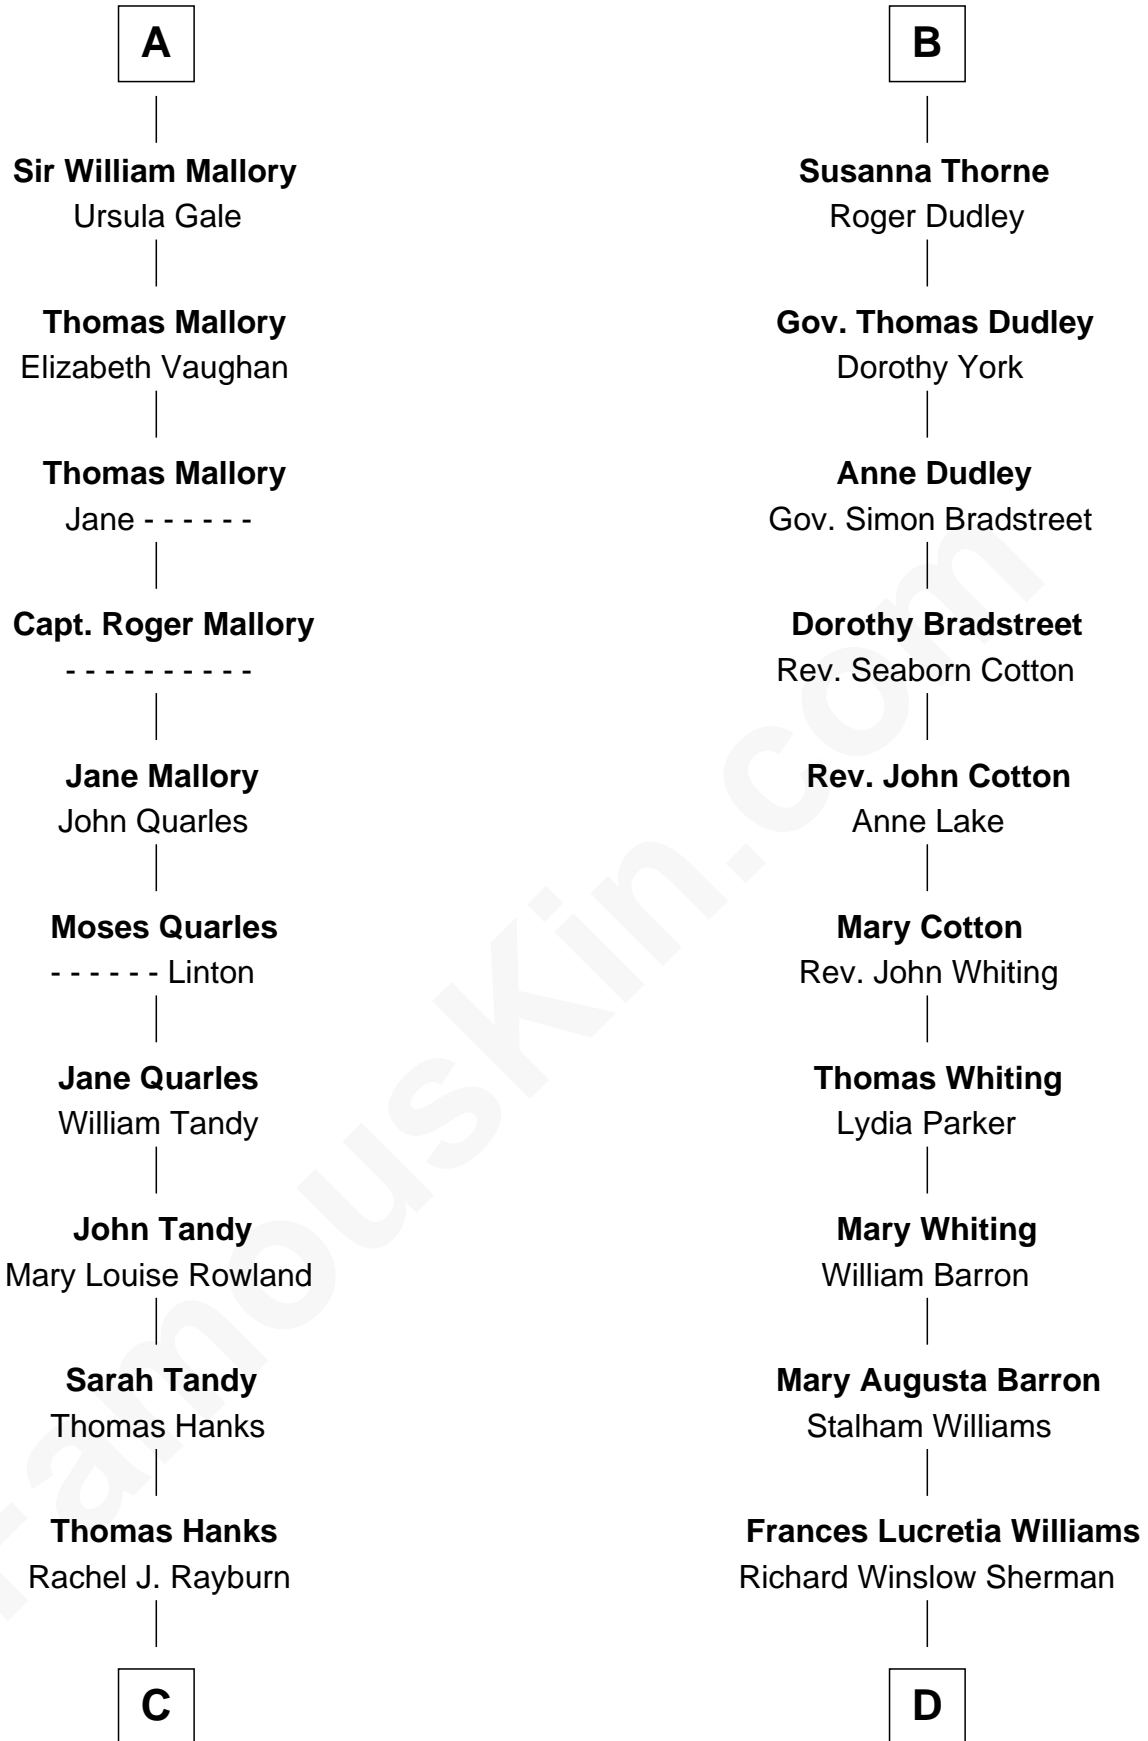 A
Sir William Mallory
Ursula Gale
Thomas Mallory
Elizabeth Vaughan
Thomas Mallory
Jane - - - - - -
Capt. Roger Mallory
- - - - - - - - - -
Jane Mallory
John Quarles
Moses Quarles
- - - - - - Linton
Jane Quarles
William Tandy
John Tandy
Mary Louise Rowland
Sarah Tandy
Thomas Hanks
Thomas Hanks
Rachel J. Rayburn
C
B
Susanna Thorne
Roger Dudley
Gov. Thomas Dudley
Dorothy York
Anne Dudley
Gov. Simon Bradstreet
Dorothy Bradstreet
Rev. Seaborn Cotton
Rev. John Cotton
Anne Lake
Mary Cotton
Rev. John Whiting
Thomas Whiting
Lydia Parker
Mary Whiting
William Barron
Mary Augusta Barron
Stalham Williams
Frances Lucretia Williams
Richard Winslow Sherman
D
FamousKin.com